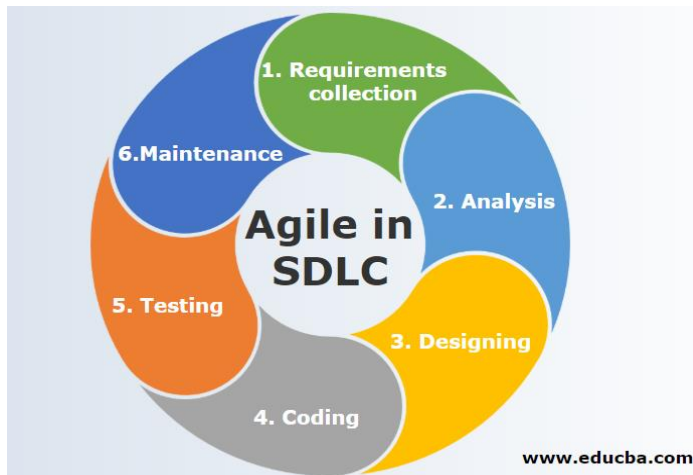 1. Requirements
collection
2. Analysis
3. Designing
4. Coding
5. Testing
6.Maintenance
Agile in
SDLC
www.educba.com